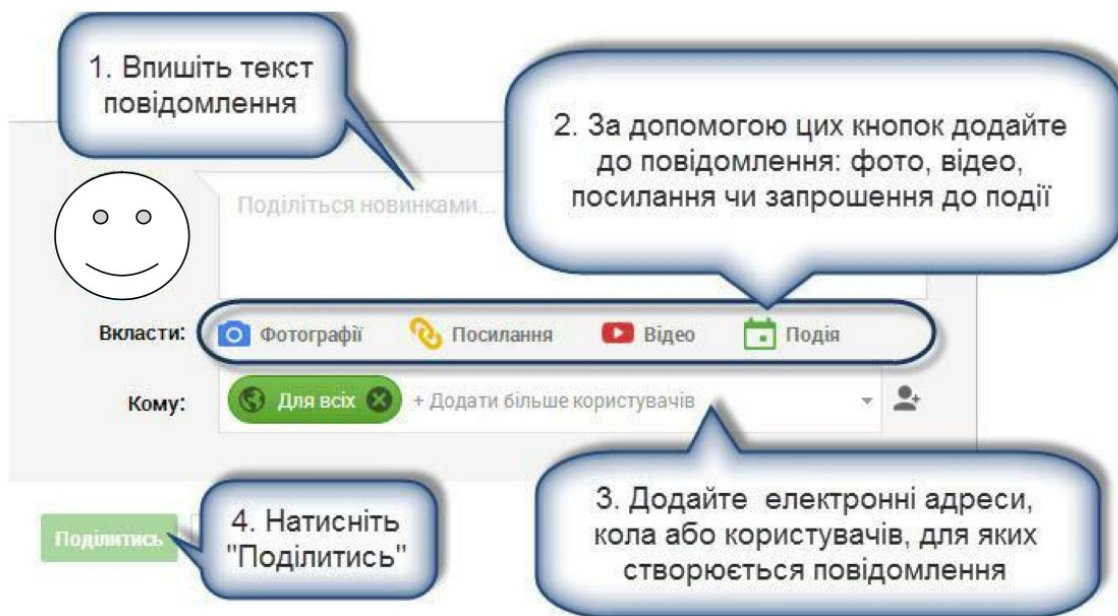 1. Впишіть текст
повідомлення
2. За допомогою цих кнопок додайте
до повідомлення: фото, відео,
посилання чи запрошення до події
Поділіться новинками...
Вкласти:
Фотографії
Посилання
Відео
Подія
Кому:
Для всіх
+ Додати більше користувачів
3. Додайте електронні адреси,
кола або користувачів, для яких
створюється повідомлення
Поділитись
4. Натисніть
"Поділитись"